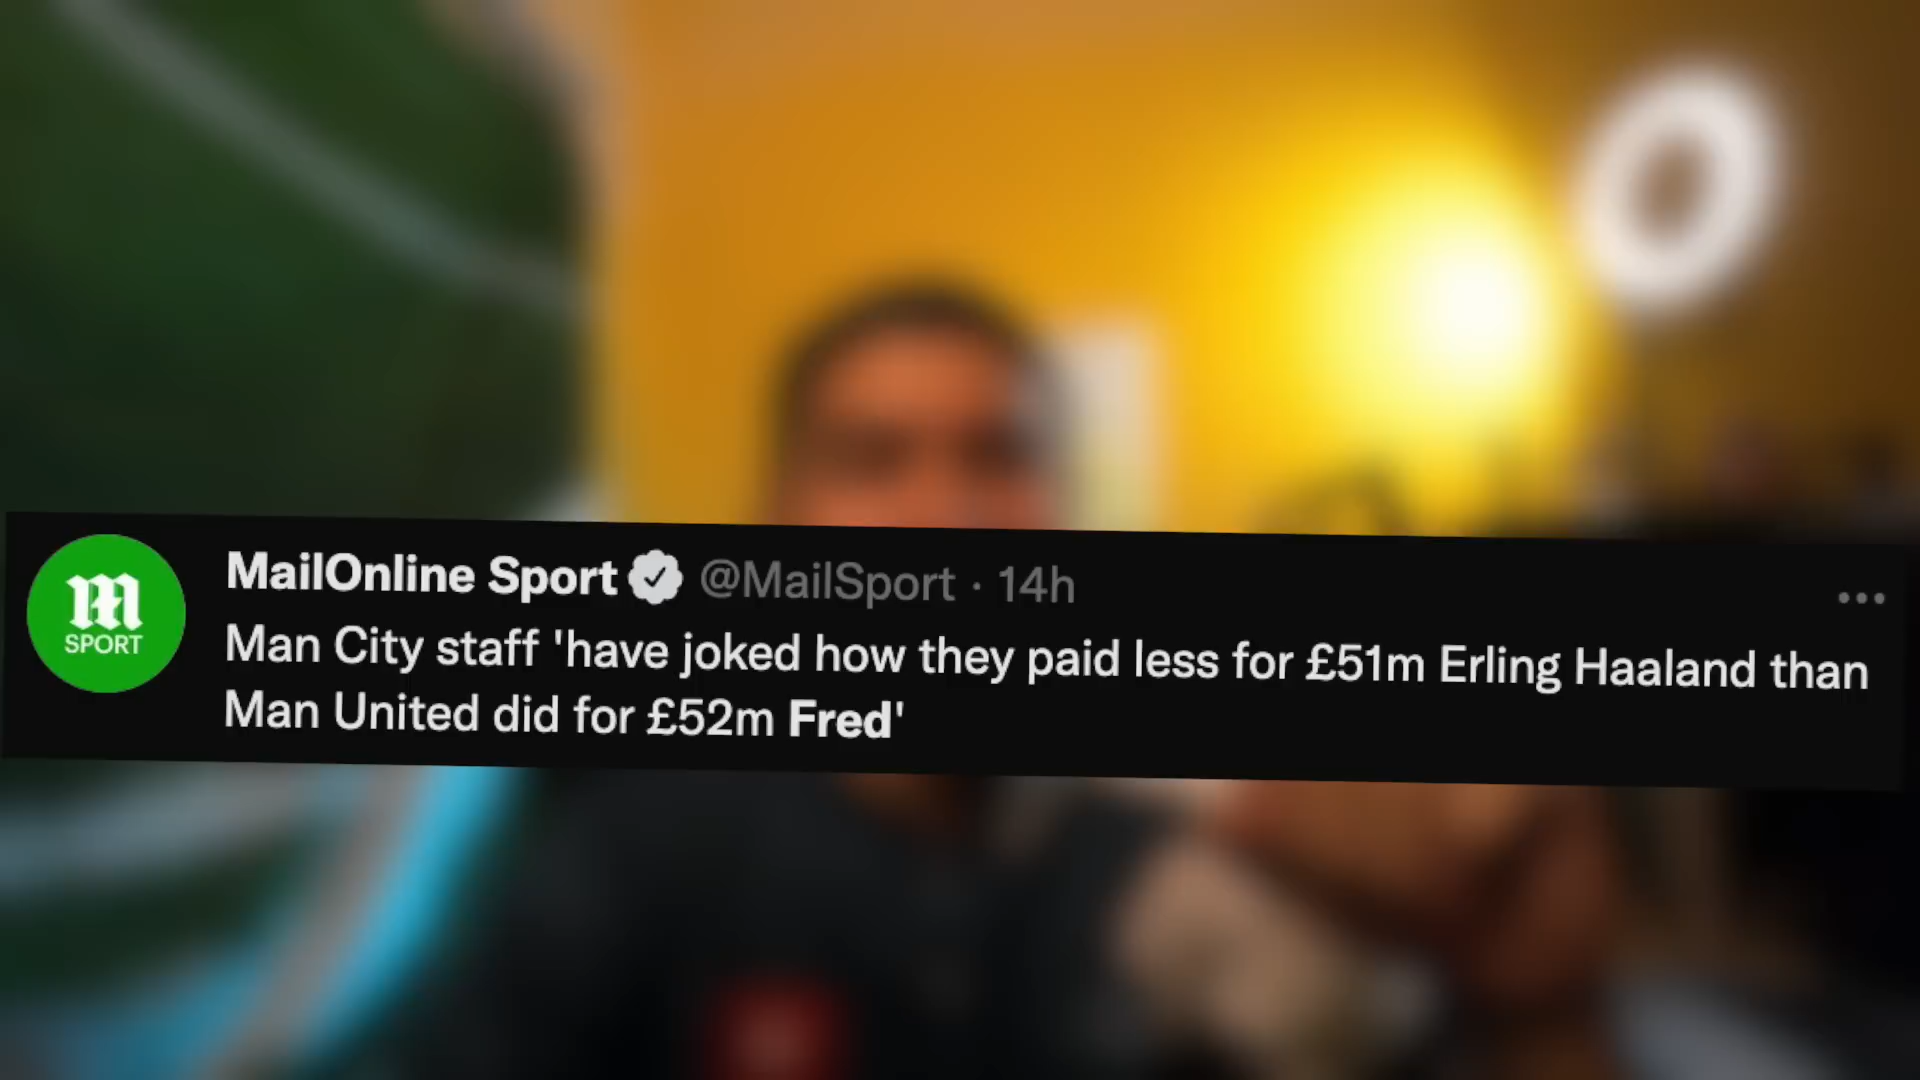 M
SPORT
MailOnline Sport @MailSport · 14h
Man City staff 'have joked how they paid less for £51m Erling Haaland than
Man United did for £52m Fred'